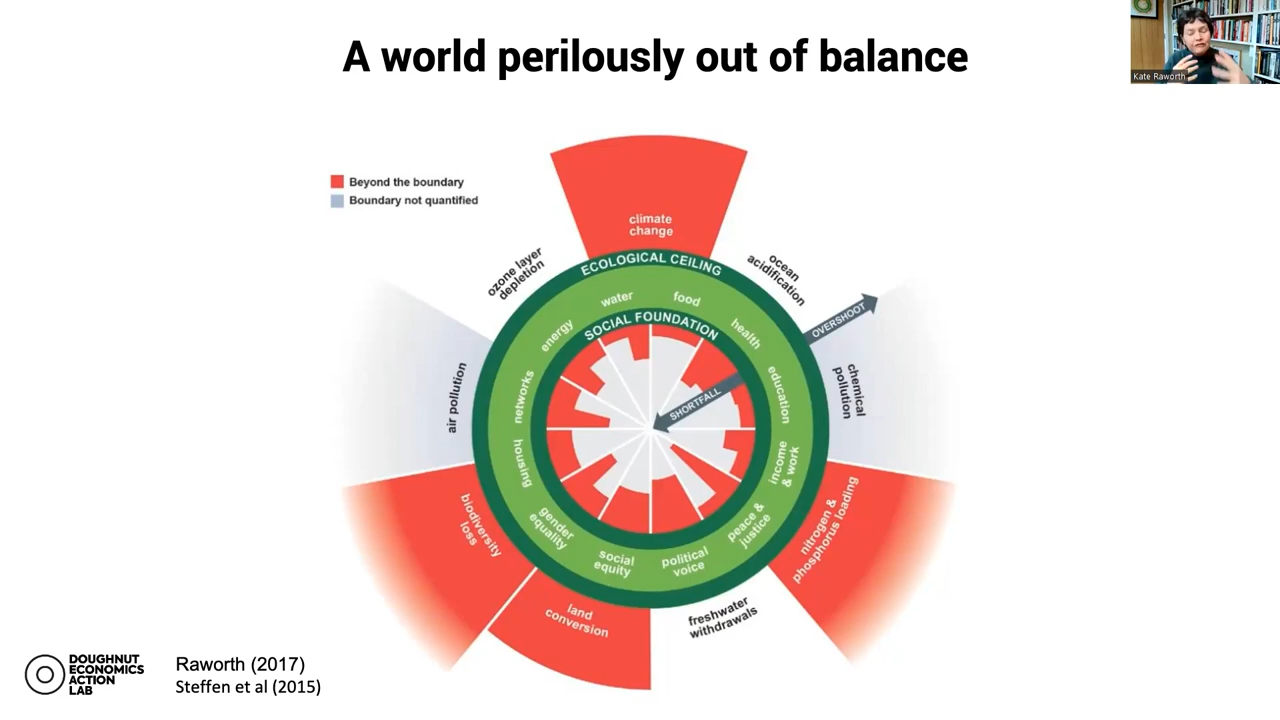 A world perilously out of balance
Kate Raworth
Beyond the boundary
Boundary not quantified
climate
change
ozone layer
depletion
ocean
acidification
ECOLOGICAL CEILING
water
food
energy
SOCIAL FOUNDATION
health
OVERSHOOT
SHORTFALL
air pollution
networks
education
chemical
pollution
housing
income
& work
biodiversity
loss
gender
equality
social
equity
political
voice
peace &
justice
nitrogen &
phosphorus loading
land
conversion
freshwater
withdrawals
DOUGHNUT
ECONOMICS
ACTION
LAB
Raworth (2017)
Steffen et al (2015)